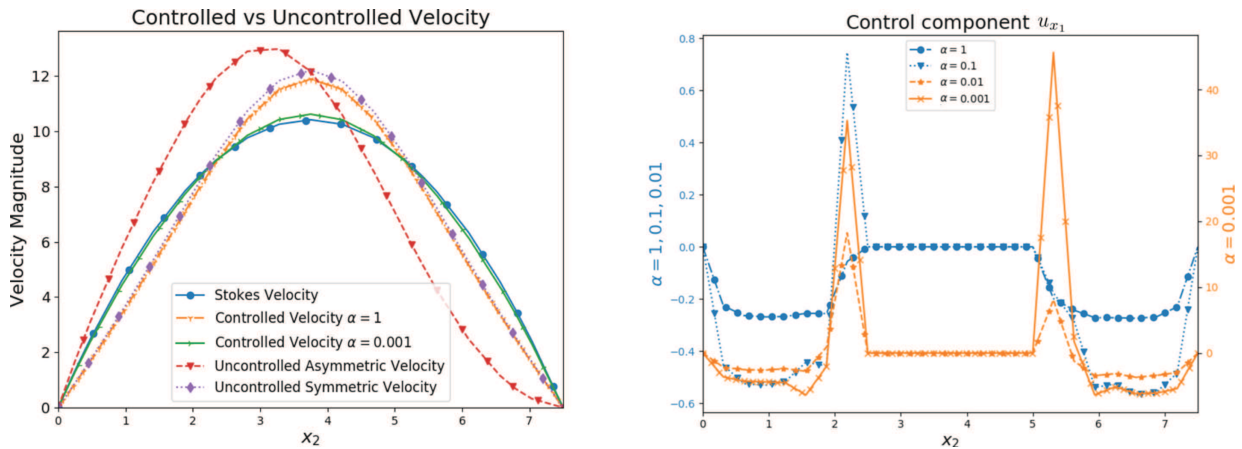 Controlled vs Uncontrolled Velocity
Velocity Magnitude
12
10
8
6
4
2
0
Stokes Velocity
Controlled Velocity α = 1
Controlled Velocity α = 0.001
Uncontrolled Asymmetric Velocity
Uncontrolled Symmetric Velocity
0 1 2 3 4 5 6 7
x₂
Control component u_{x₁}
α = 1, 0.1, 0.01
0.8
0.6
0.4
0.2
0.0
−0.2
−0.4
−0.6
α = 1
α = 0.1
α = 0.01
α = 0.001
40
30
20
10
0
α = 0.001
0 1 2 3 4 5 6 7
x₂